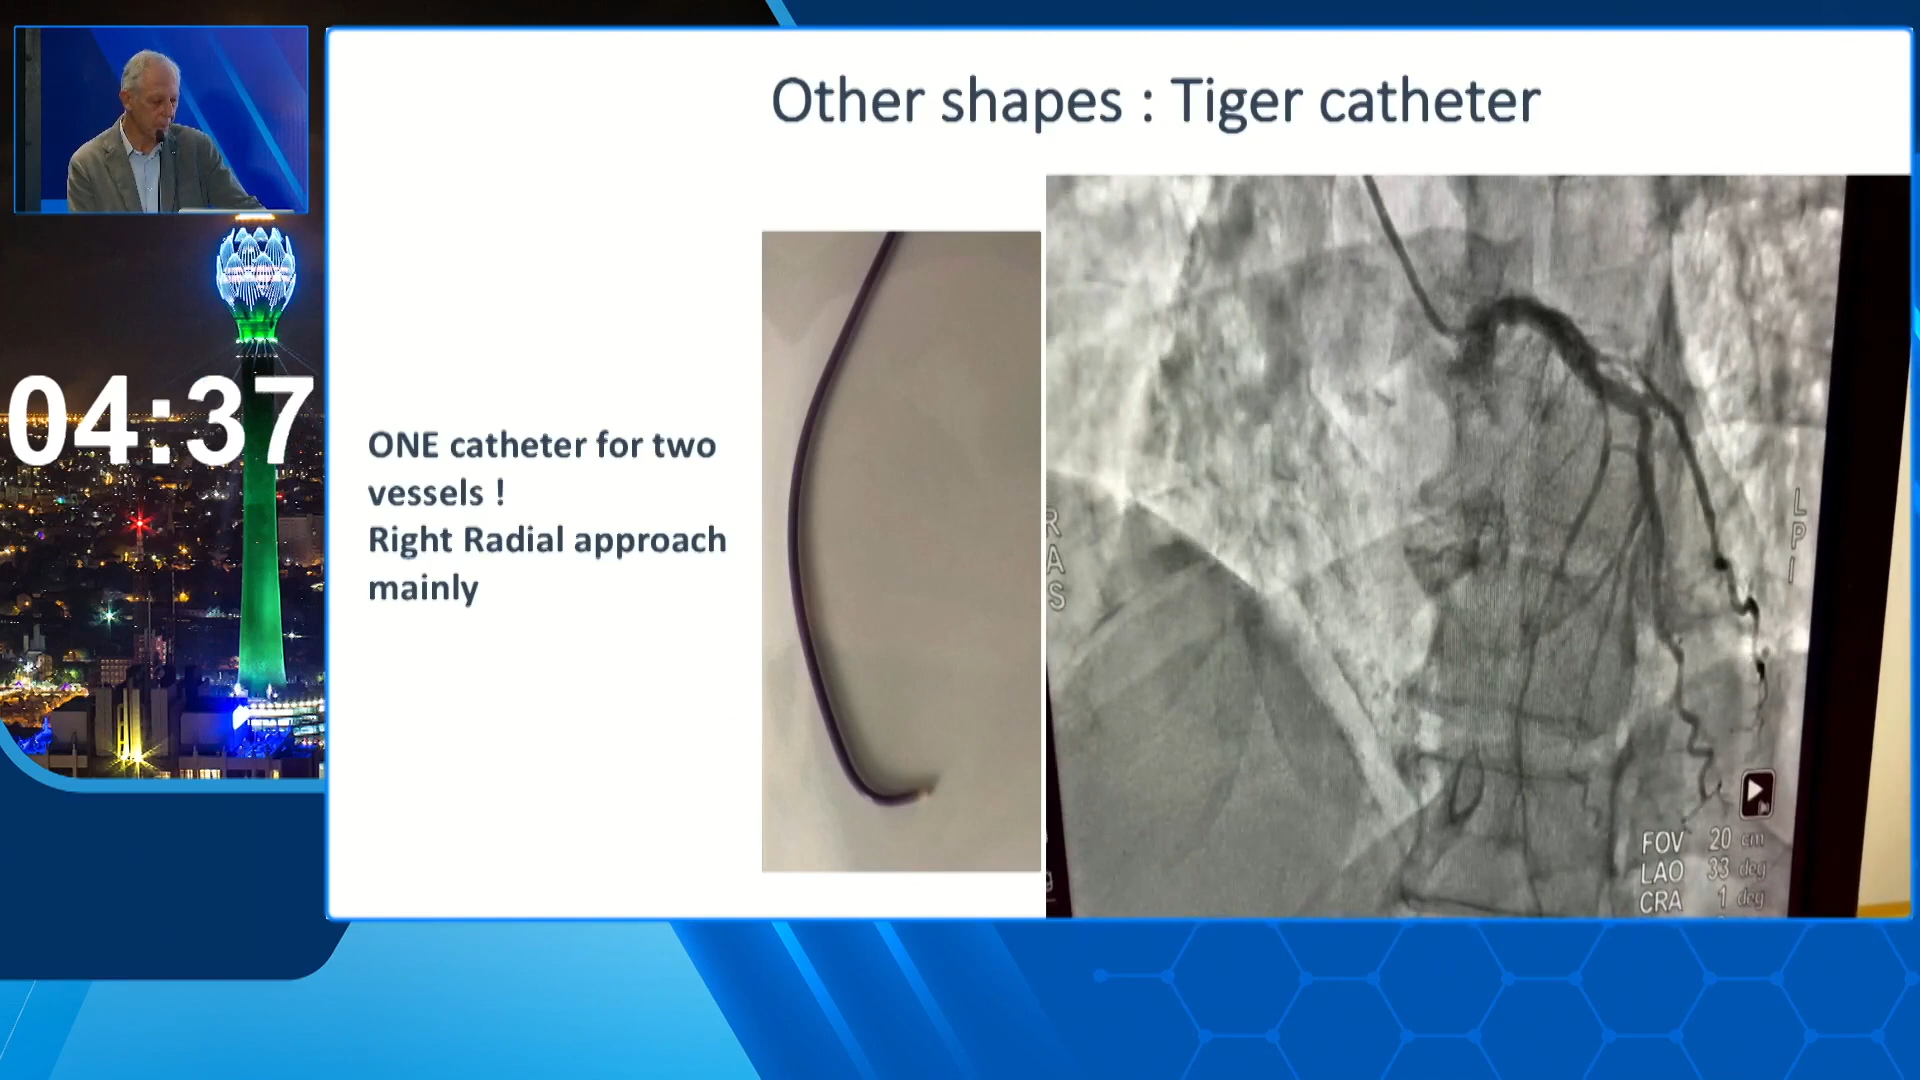 Other shapes : Tiger catheter
04:37
ONE catheter for two
vessels !
Right Radial approach
mainly
R
A
S
L
P
I
FOV 20 cm
LAO 33 deg
CRA 1 deg